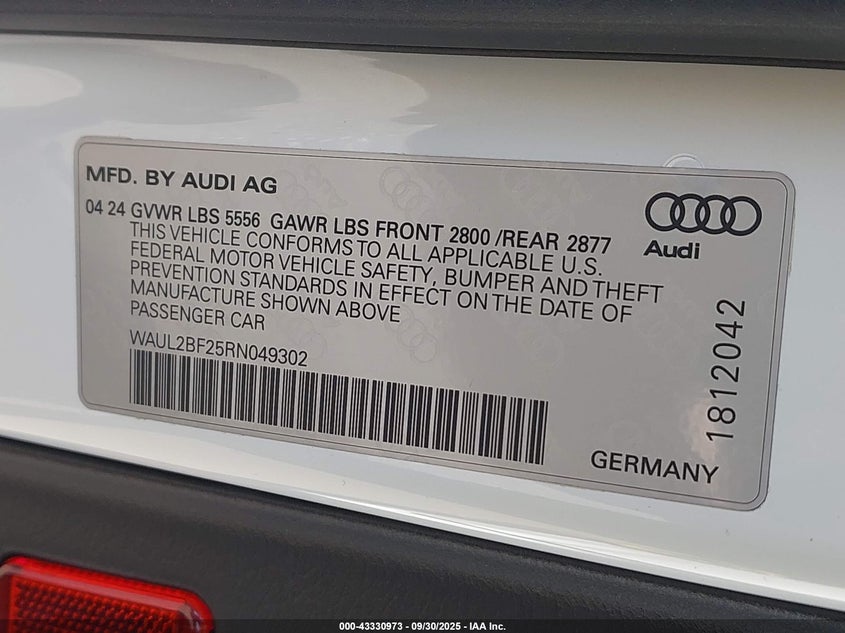 MFD. BY AUDI AG
04 24 GVWR LBS 5556 GAWR LBS FRONT 2800 /REAR 2877
THIS VEHICLE CONFORMS TO ALL APPLICABLE U.S.
FEDERAL MOTOR VEHICLE SAFETY, BUMPER AND THEFT
PREVENTION STANDARDS IN EFFECT ON THE DATE OF
MANUFACTURE SHOWN ABOVE
PASSENGER CAR
WAUL2BF25RN049302
Audi
1812042
GERMANY
000-43330973 - 09/30/2025 - IAA Inc.